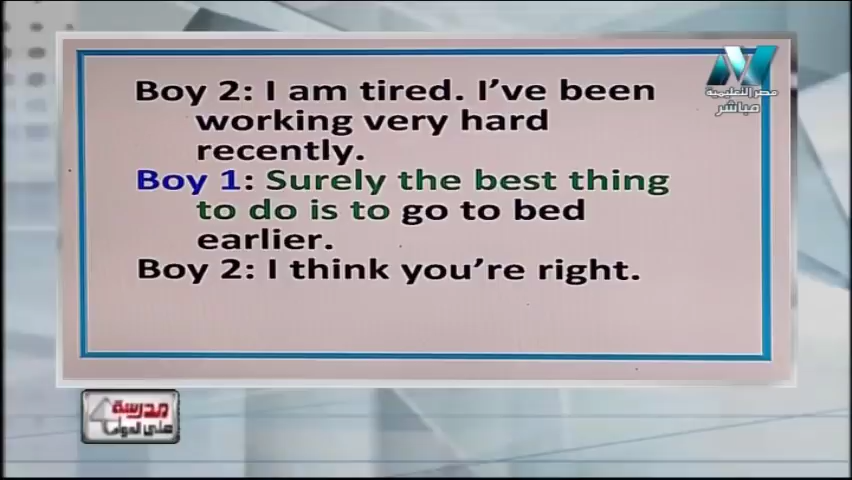 Boy 2: I am tired. I've been
working very hard
recently.
Boy 1: Surely the best thing
to do is to go to bed
earlier.
Boy 2: I think you're right.
مصر التعليمية
مباشر
مدرسة
على الهواء